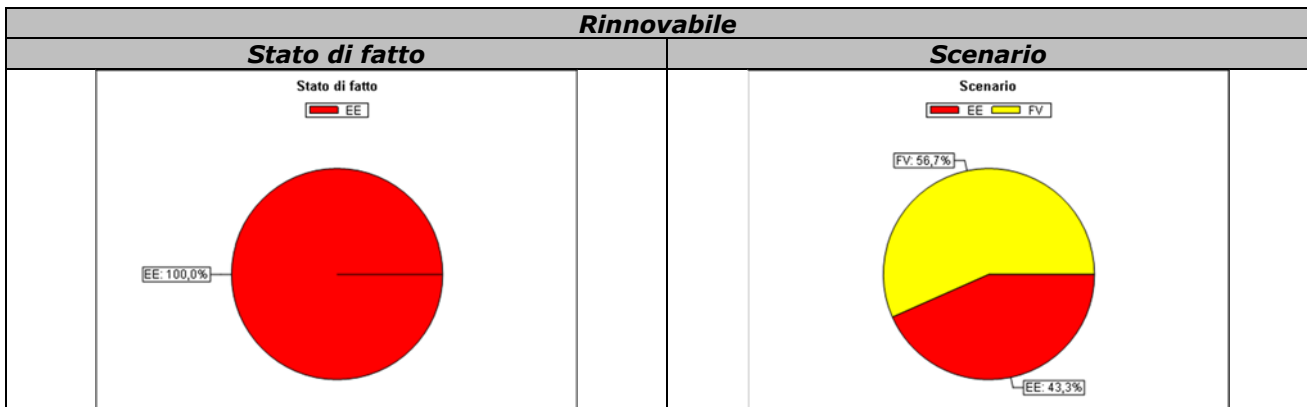 Rinnovabile
Stato di fatto
Scenario
Stato di fatto
EE
EE: 100,0%
Scenario
EE FV
FV: 56,7%
EE: 43,3%